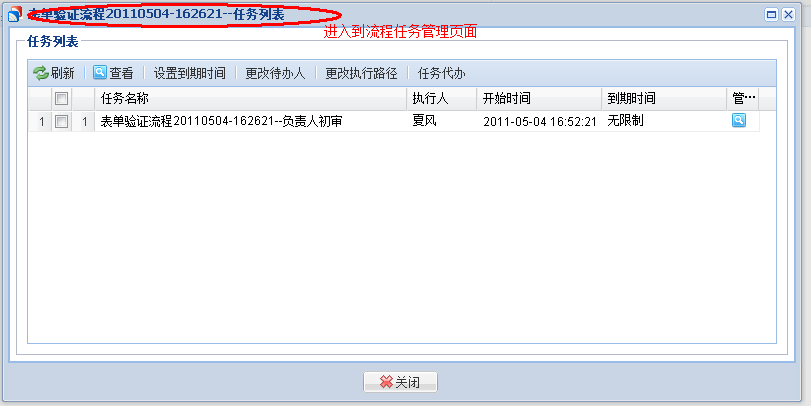 表单验证流程20110504-162621--任务列表
进入到流程任务管理页面
任务列表
刷新 查看 设置到期时间 更改待办人 更改执行路径 任务代办
任务名称 执行人 开始时间 到期时间 管…
1 1 表单验证流程20110504-162621--负责人初审 夏风 2011-05-04 16:52:21 无限制
关闭